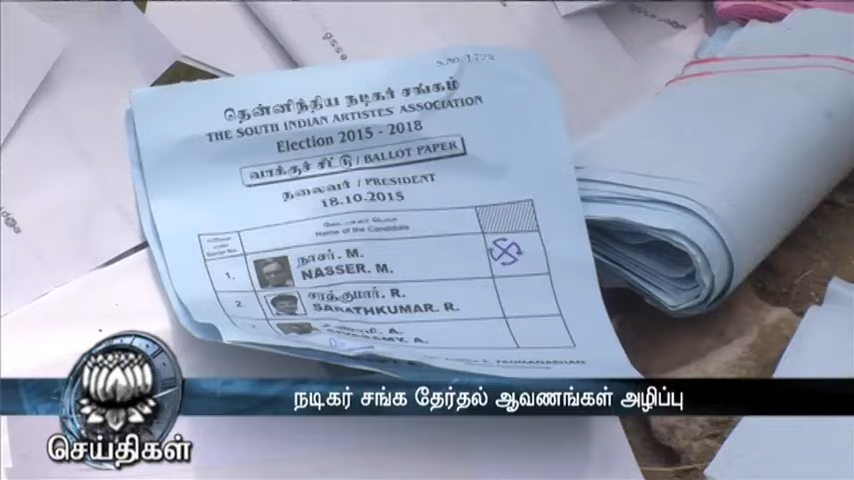 S.No. 1779
தென்னிந்திய நடிகர் சங்கம்
THE SOUTH INDIAN ARTISTES' ASSOCIATION
Election 2015 - 2018
வாக்குச் சீட்டு / BALLOT PAPER
தலைவர் / PRESIDENT
18.10.2015
Name of the Candidate
1. நாசர். M.
NASSER. M.
2. சரத்குமார். R.
SARATHKUMAR. R.
நடிகர் சங்க தேர்தல் ஆவணங்கள் அழிப்பு
செய்திகள்